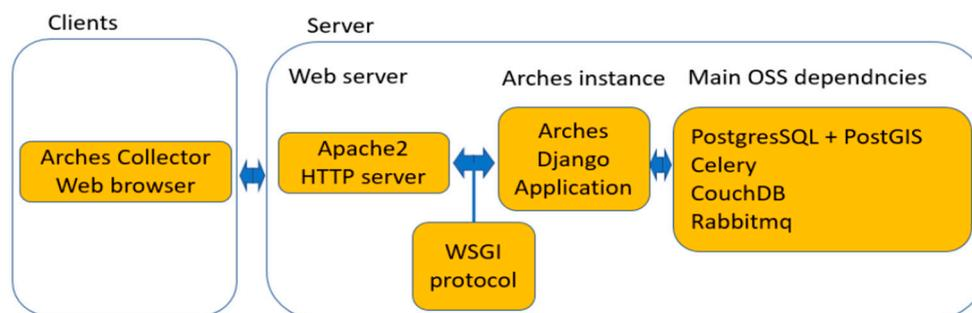 Clients
Server
Web server
Arches instance
Main OSS dependncies
Arches Collector
Web browser
Apache2
HTTP server
Arches
Django
Application
PostgresSQL + PostGIS
Celery
CouchDB
Rabbitmq
WSGI
protocol